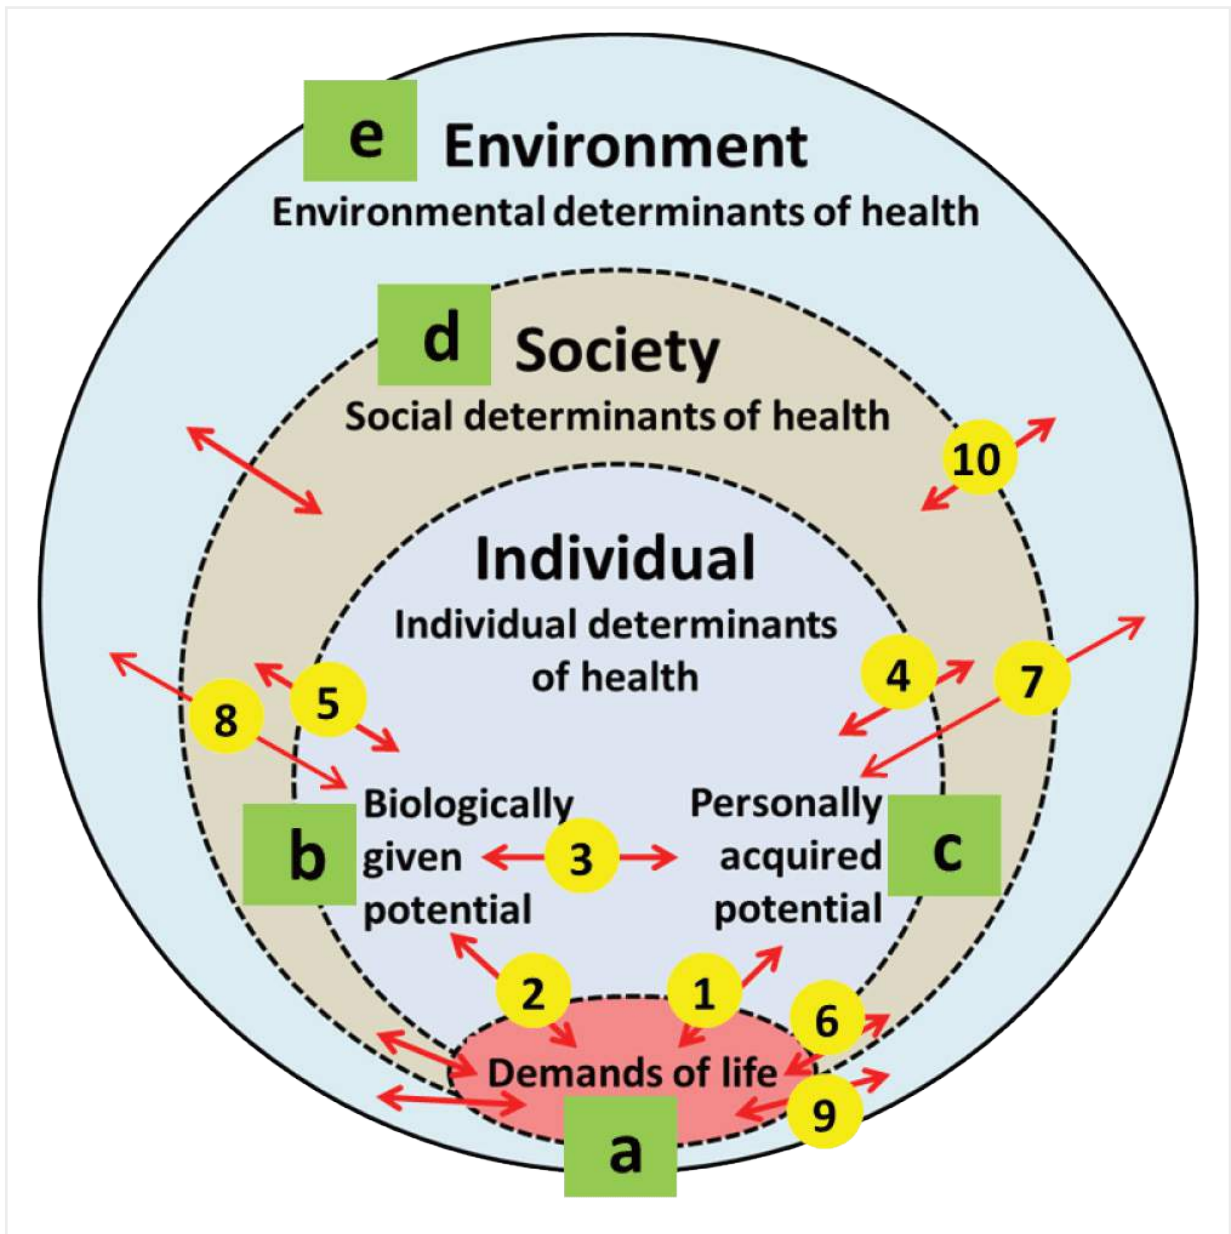 e
Environment
Environmental determinants of health
d
Society
Social determinants of health
10
Individual
Individual determinants
of health
4
7
5
8
Biologically
given
potential
b
3
Personally
acquired
potential
c
2
1
6
Demands of life
9
a